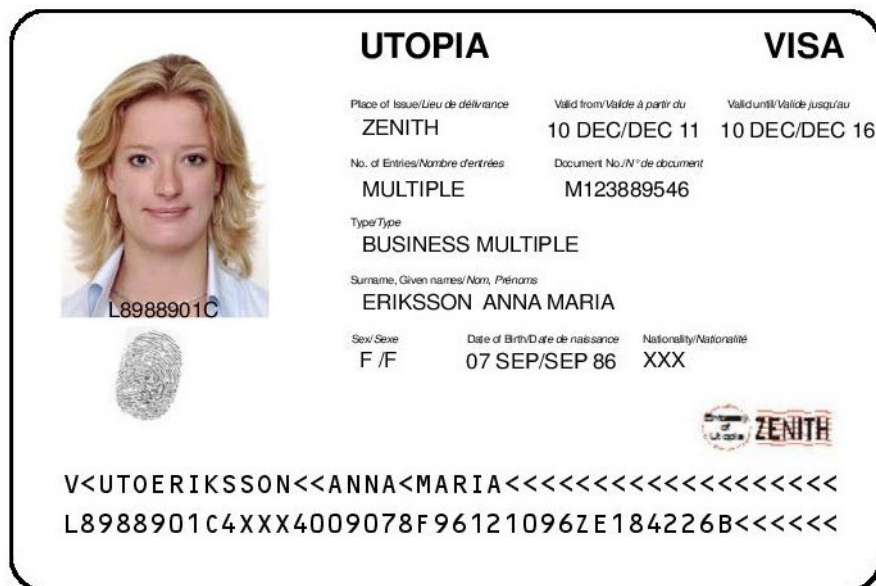 UTOPIA VISA
Place of Issue/Lieu de délivrance Valid from/Valide à partir du Valid until/Valide jusqu'au
ZENITH 10 DEC/DEC 11 10 DEC/DEC 16
No. of Entries/Nombre d'entrées Document No./N° de document
MULTIPLE M123889546
Type/Type
BUSINESS MULTIPLE
Surname, Given names/Nom, Prénoms
ERIKSSON ANNA MARIA
L8988901C
Sex/Sexe Date of Birth/Date de naissance Nationality/Nationalité
F /F 07 SEP/SEP 86 XXX
Embassy
of
Utopia
ZENITH
V<UTOERIKSSON<<ANNA<MARIA<<<<<<<<<<<<<<<<<<<
L8988901C4XXX4009078F96121096ZE184226B<<<<<<